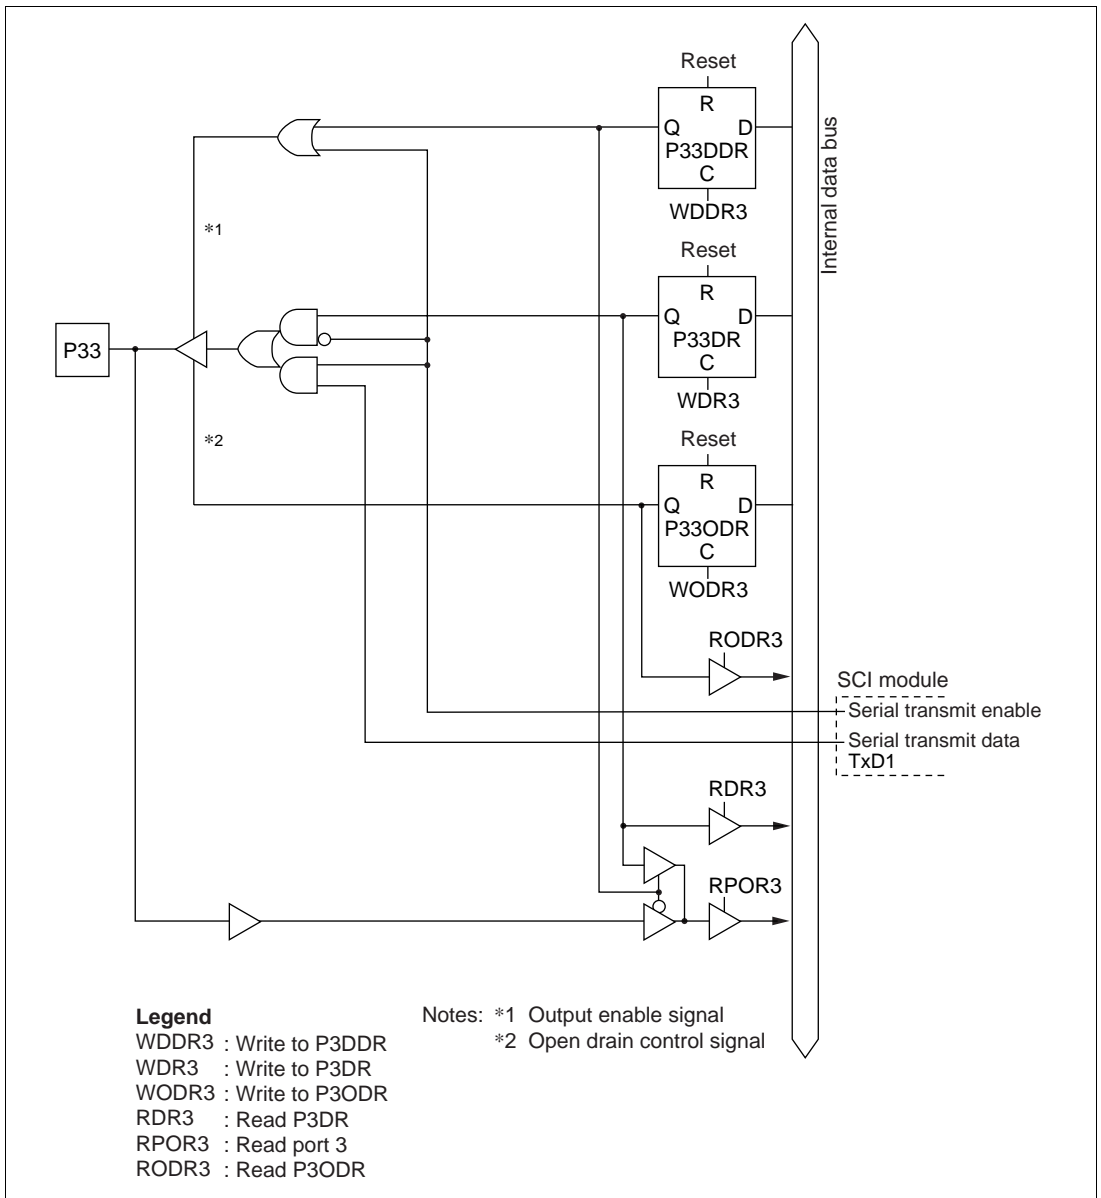 Reset
R
Q D
P33DDR
C
WDDR3
Internal data bus
*1
Reset
R
Q D
P33DR
C
WDR3
P33
*2
Reset
R
Q D
P33ODR
C
WODR3
RODR3
SCI module
Serial transmit enable
Serial transmit data
TxD1
RDR3
RPOR3
Legend
WDDR3 : Write to P3DDR
WDR3 : Write to P3DR
WODR3 : Write to P3ODR
RDR3 : Read P3DR
RPOR3 : Read port 3
RODR3 : Read P3ODR
Notes: *1 Output enable signal
*2 Open drain control signal